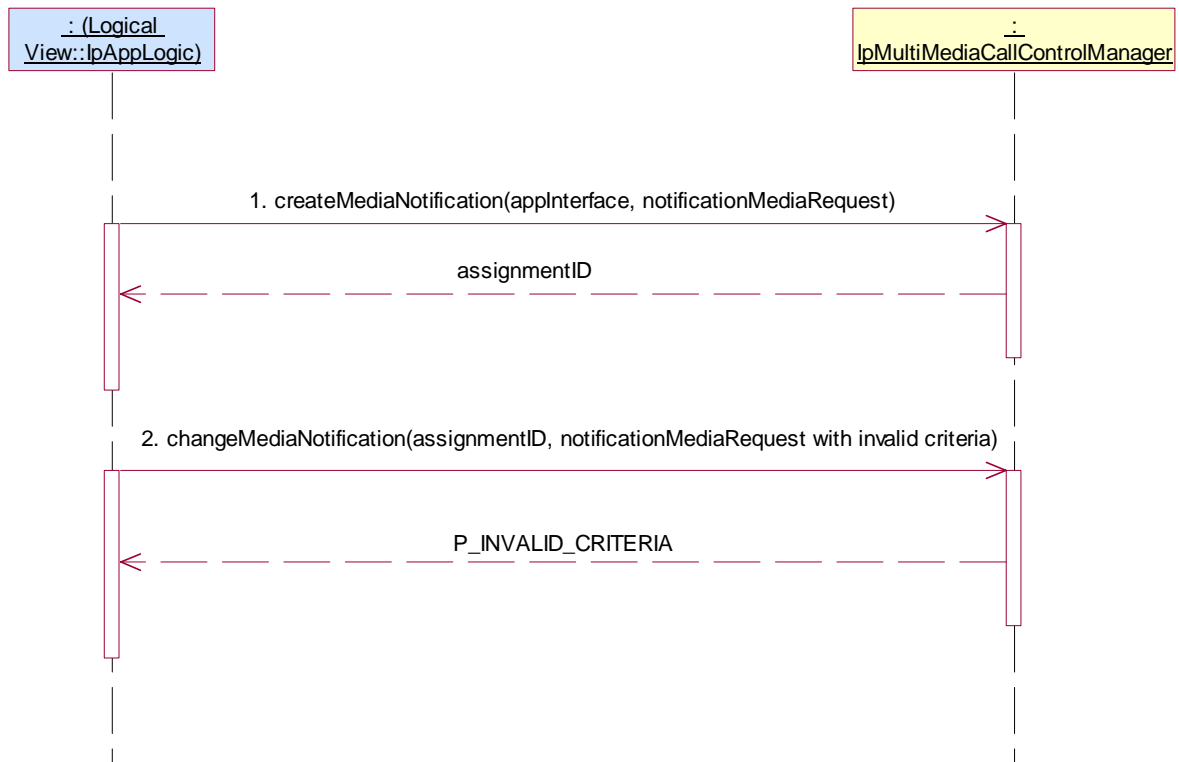 : (Logical
View::IpAppLogic)
:
IpMultiMediaCallControlManager
1. createMediaNotification(appInterface, notificationMediaRequest)
assignmentID
2. changeMediaNotification(assignmentID, notificationMediaRequest with invalid criteria)
P_INVALID_CRITERIA